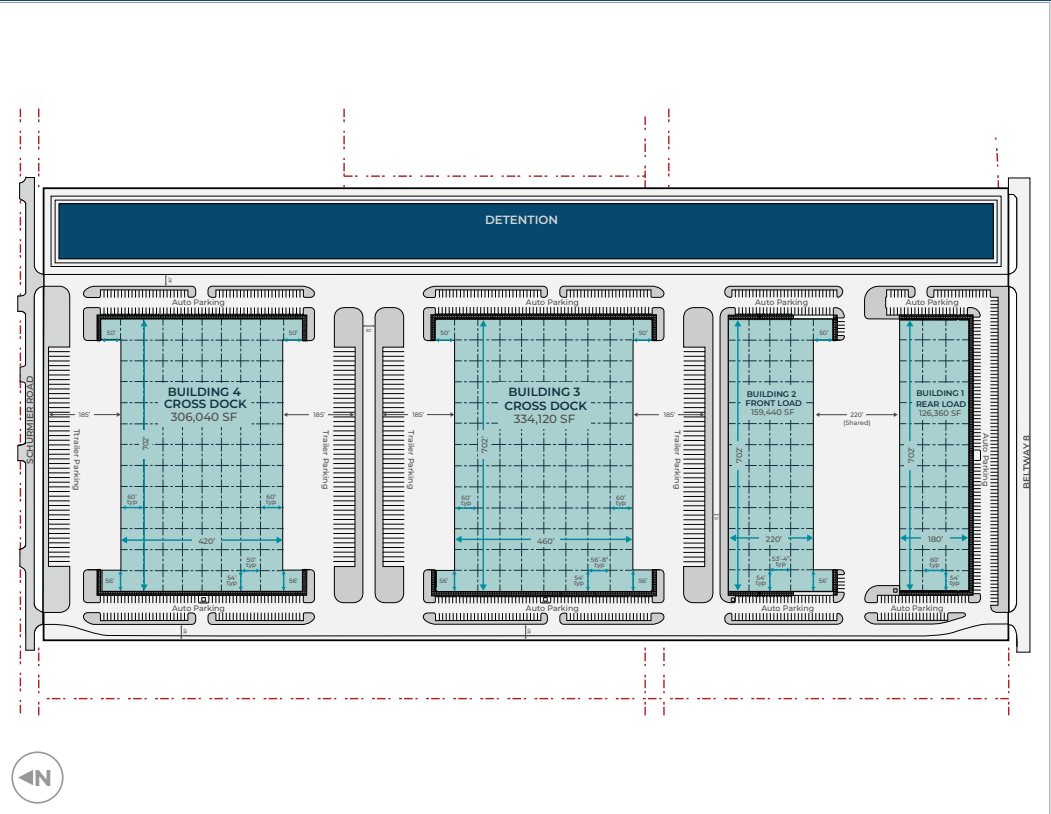 DETENTION
30'
Auto Parking
Auto Parking
Auto Parking
Auto Parking
50'
50'
50'
50'
50'
30'
SCHURMIER ROAD
185'
Trailer Parking
BUILDING 4
CROSS DOCK
306,040 SF
702'
60'
typ
60'
typ
420'
50'
typ
54'
typ
56'
56'
185'
Trailer Parking
185'
Trailer Parking
BUILDING 3
CROSS DOCK
334,120 SF
702'
60'
typ
60'
typ
460'
56'-8"
typ
54'
typ
56'
56'
185'
Trailer Parking
BUILDING 2
FRONT LOAD
159,440 SF
702'
220'
53'-4"
typ
54'
typ
56'
220'
(Shared)
BUILDING 1
REAR LOAD
126,360 SF
702'
180'
60'
typ
54'
typ
Auto Parking
BELTWAY 8
Auto Parking
Auto Parking
Auto Parking
Auto Parking
30'
30'
N